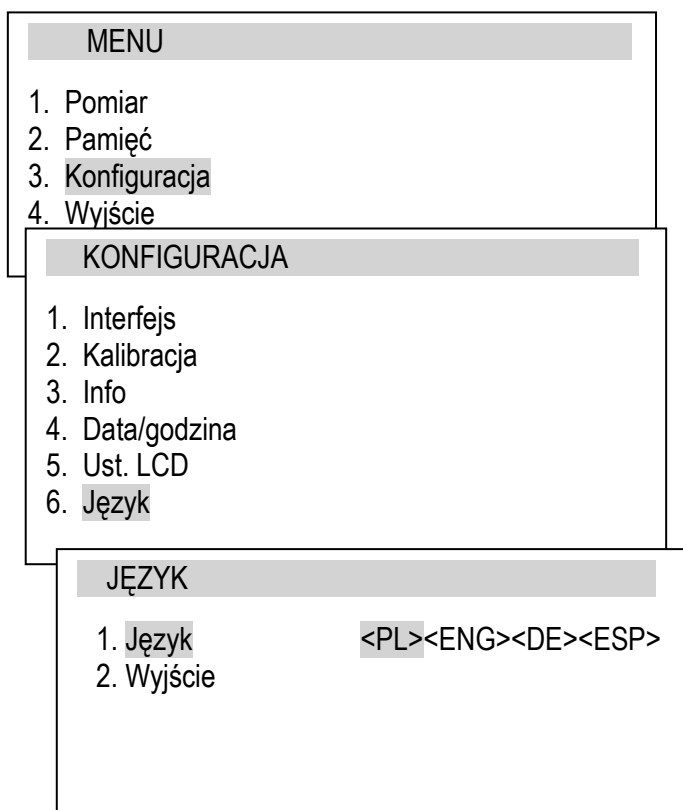 MENU
1. Pomiar
2. Pamięć
3. Konfiguracja
4. Wyjście
KONFIGURACJA
1. Interfejs
2. Kalibracja
3. Info
4. Data/godzina
5. Ust. LCD
6. Język
JĘZYK
1. Język <PL><ENG><DE><ESP>
2. Wyjście